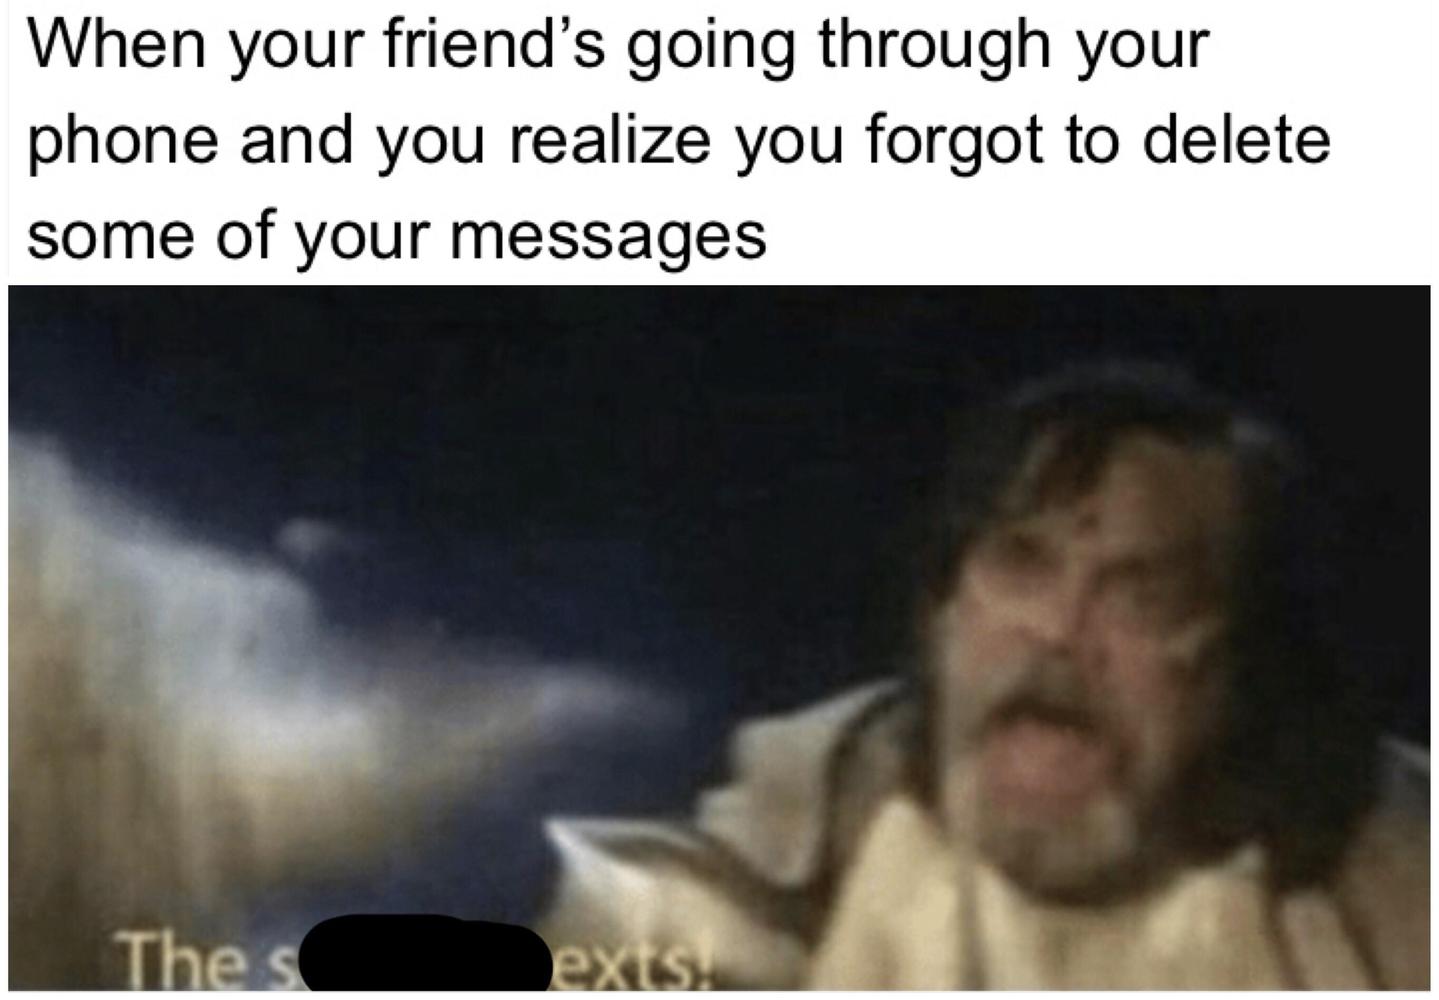 When your friend’s going through your
phone and you realize you forgot to delete
some of your messages
The s exts!